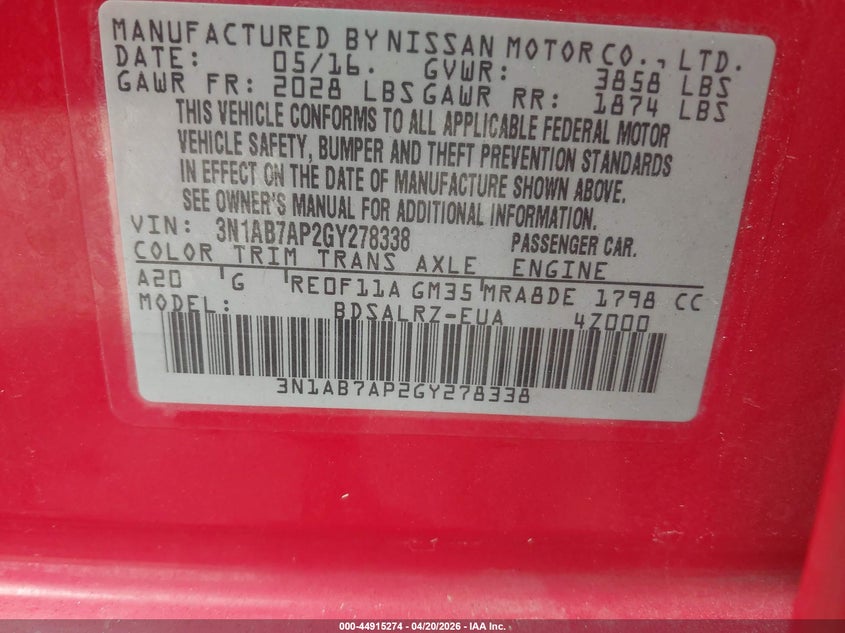 MANUFACTURED BY NISSAN MOTOR CO., LTD.
DATE: 05/16. GVWR: 3858 LBS
GAWR FR: 2028 LBS GAWR RR: 1874 LBS
THIS VEHICLE CONFORMS TO ALL APPLICABLE FEDERAL MOTOR
VEHICLE SAFETY, BUMPER AND THEFT PREVENTION STANDARDS
IN EFFECT ON THE DATE OF MANUFACTURE SHOWN ABOVE.
SEE OWNER'S MANUAL FOR ADDITIONAL INFORMATION.
VIN: 3N1AB7AP2GY278338 PASSENGER CAR.
COLOR TRIM TRANS AXLE ENGINE
A20 G RE0F11A GM35 MRA8DE 1798 CC
MODEL: BDSALRZ-EUA 4Z000
3N1AB7AP2GY278338
000-44915274 | 04/20/2026 - IAA Inc.